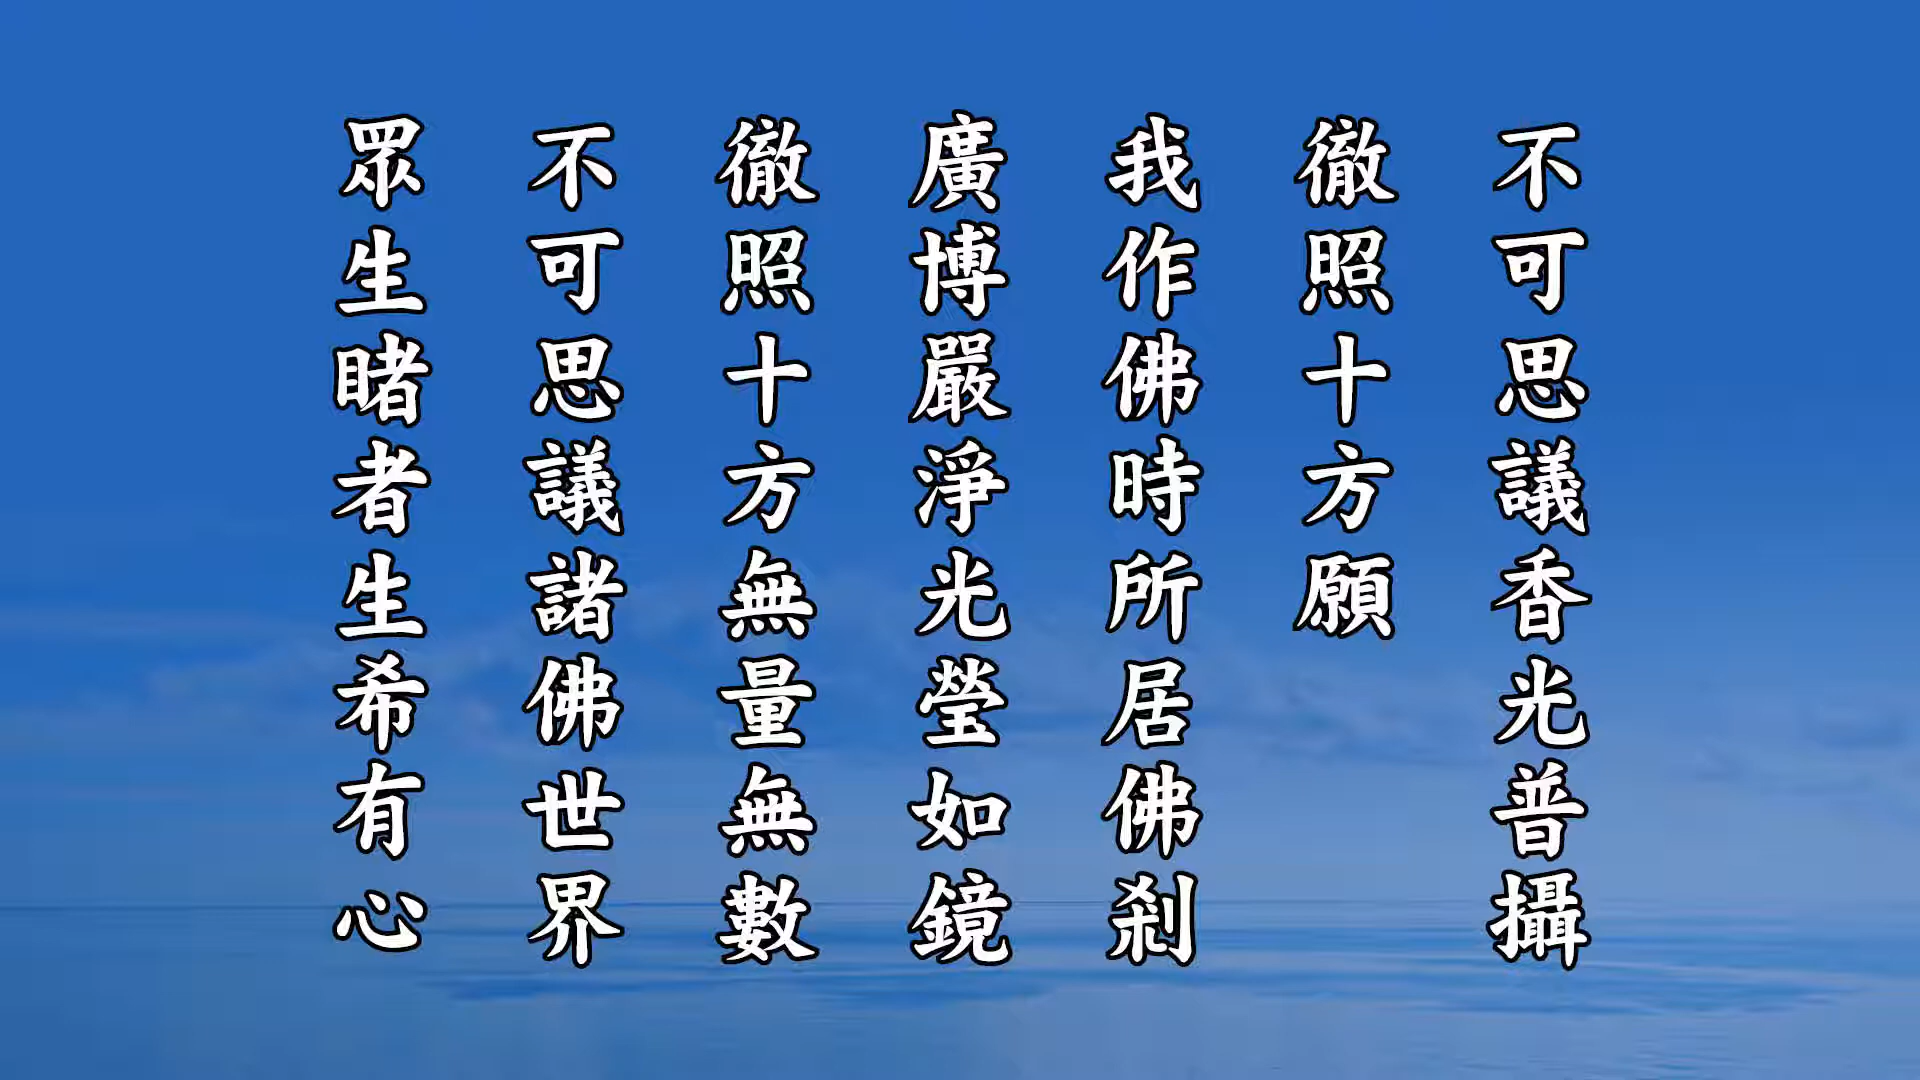 不可思議香光普攝
徹照十方願
我作佛時所居佛剎
廣博嚴淨光瑩如鏡
徹照十方無量無數
不可思議諸佛世界
眾生睹者生希有心